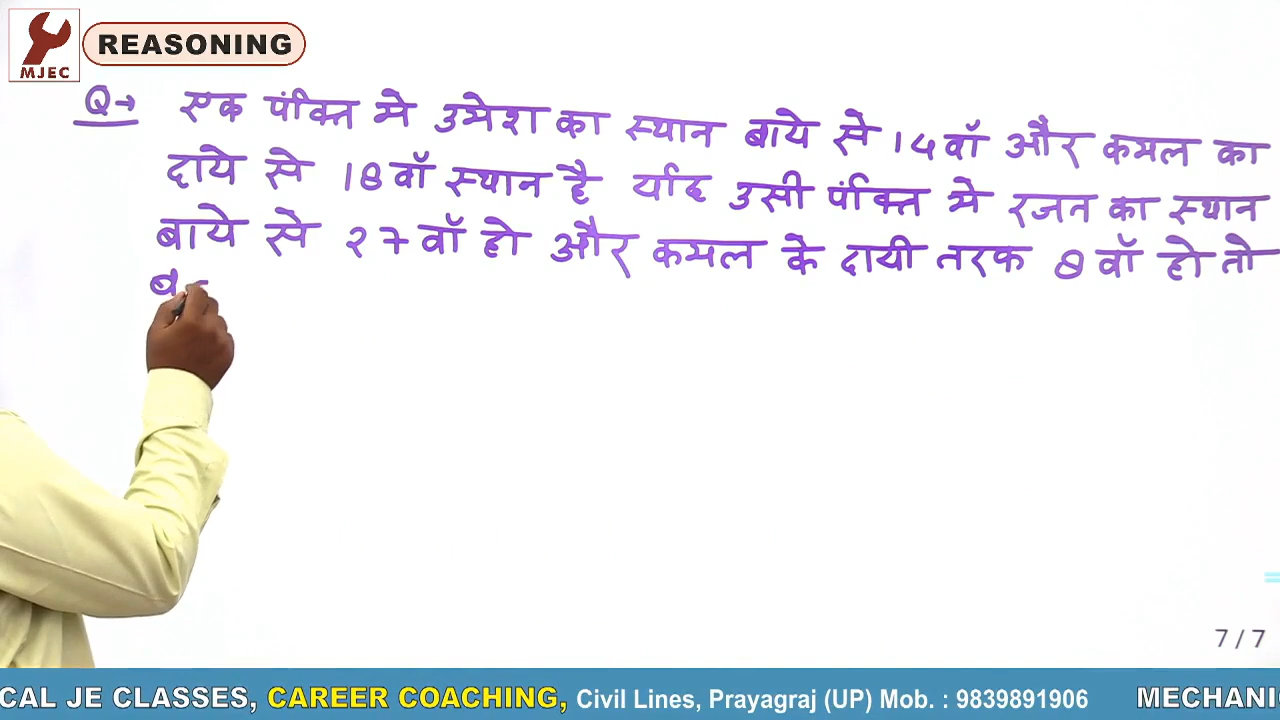 MJEC
REASONING
Q→ एक पंक्ति मे उमेश का स्थान बाये से 14वाँ और कमल का
दाये से 18वाँ स्थान है यदि उसी पंक्ति मे रजन का स्थान
बाये से 27वाँ हो और कमल के दायी तरफ 8वाँ हो तो
7/7
CAL JE CLASSES, CAREER COACHING, Civil Lines, Prayagraj (UP) Mob. : 9839891906 MECHANI